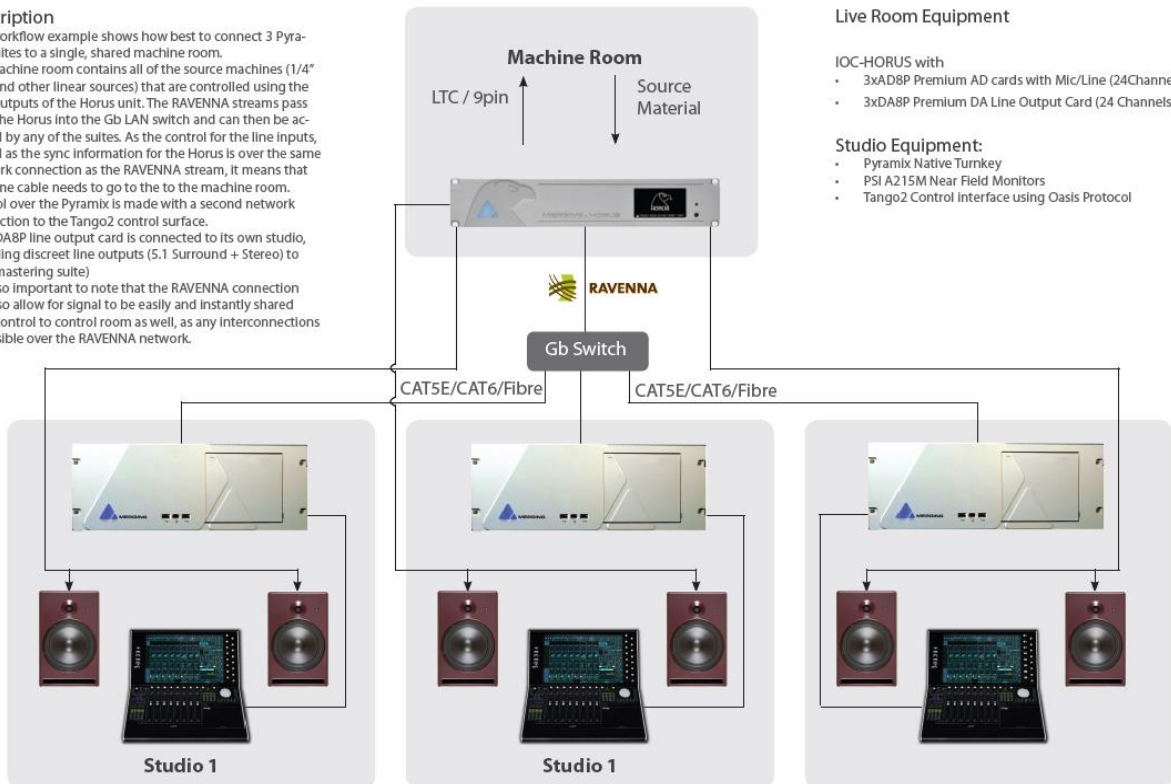 ription
orkflow example shows how best to connect 3 Pyra-
ites to a single, shared machine room.
achine room contains all of the source machines (1/4”
nd other linear sources) that are controlled using the
utputs of the Horus unit. The RAVENNA streams pass
he Horus into the Gb LAN switch and can then be ac-
d by any of the suites. As the control for the line inputs,
l as the sync information for the Horus is over the same
rk connection as the RAVENNA stream, it means that
ne cable needs to go to the to the machine room.
ol over the Pyramix is made with a second network
ction to the Tango2 control surface.
DA8P line output card is connected to its own studio,
ling discreet line outputs (5.1 Surround + Stereo) to
mastering suite)
so important to note that the RAVENNA connection
so allow for signal to be easily and instantly shared
ontrol to control room as well, as any interconnections
sible over the RAVENNA network.
Machine Room
LTC / 9pin
Source
Material
MERGING HORUS
HORUS
RAVENNA
Live Room Equipment
IOC-HORUS with
• 3xAD8P Premium AD cards with Mic/Line (24Channe
• 3xDA8P Premium DA Line Output Card (24 Channels
Studio Equipment:
• Pyramix Native Turnkey
• PSI A215M Near Field Monitors
• Tango2 Control interface using Oasis Protocol
Gb Switch
CAT5E/CAT6/Fibre
CAT5E/CAT6/Fibre
MERGING
MERGING
MERGING
Studio 1
Studio 1